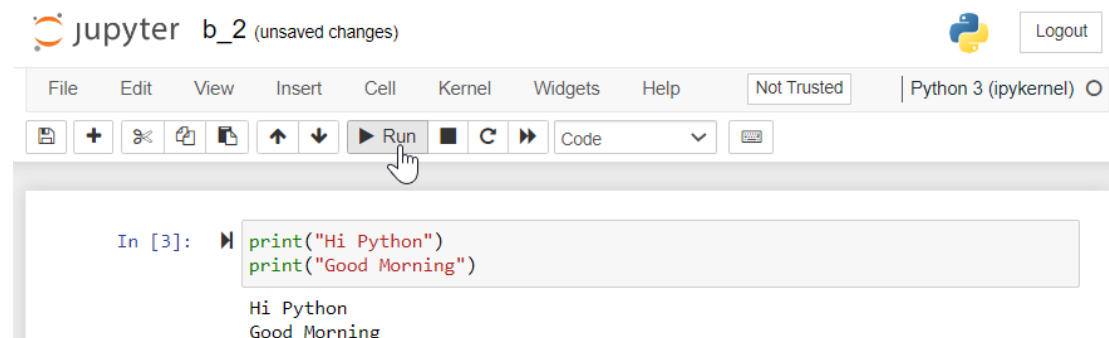 jupyter b_2 (unsaved changes) Logout
File Edit View Insert Cell Kernel Widgets Help Not Trusted Python 3 (ipykernel)
Run Code
In [3]: print("Hi Python")
print("Good Morning")
Hi Python
Good Morning